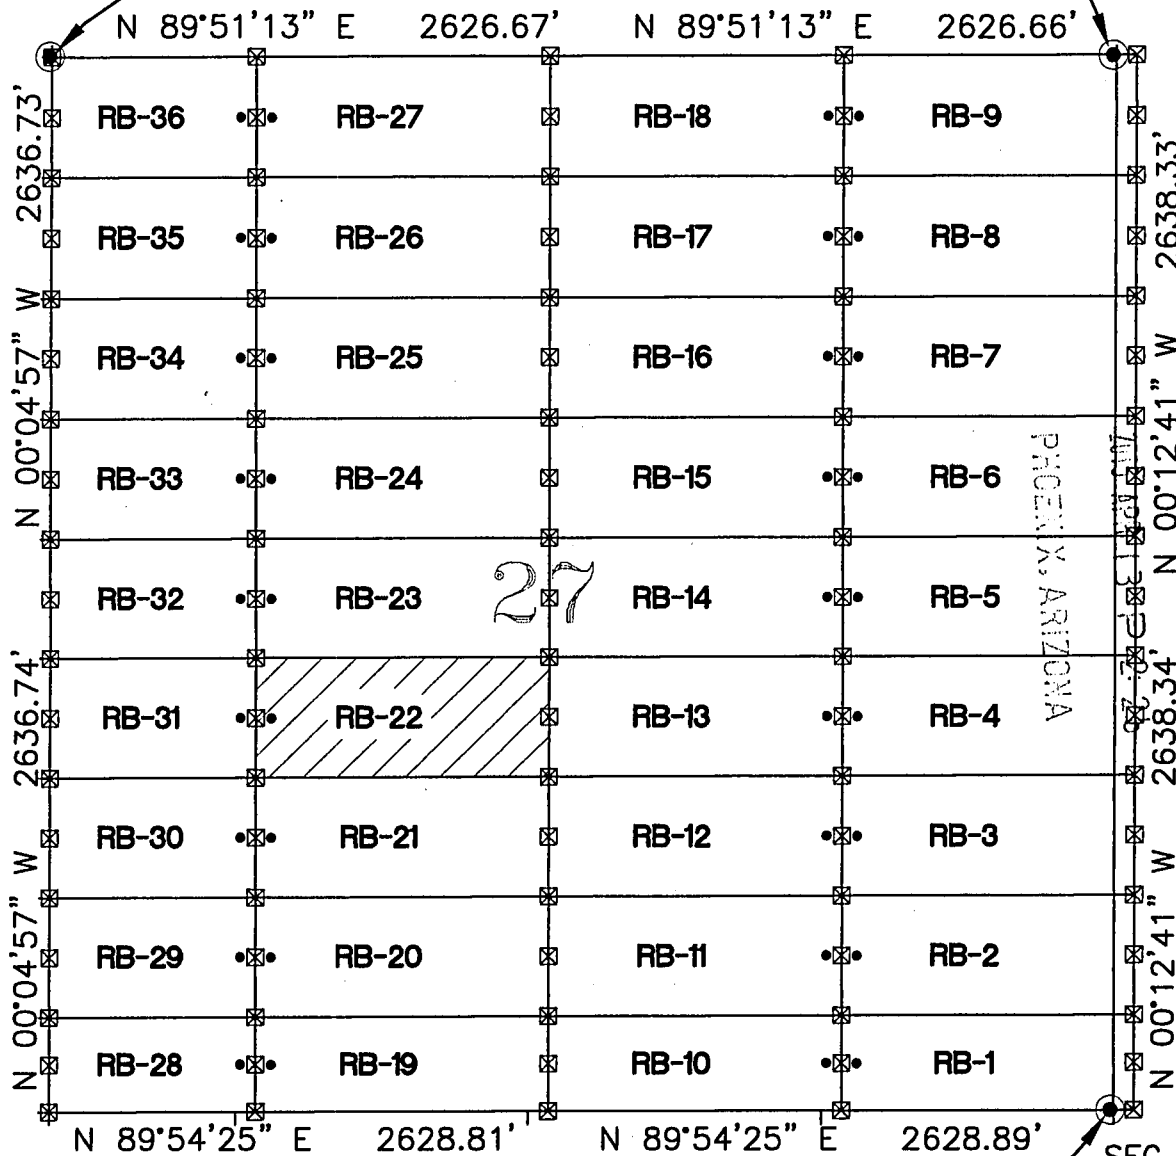 N 89°51'13" E 2626.67' N 89°51'13" E 2626.66'
2636.73'
N 00°04'57" W
2636.74'
N 00°04'57" W
RB-36 RB-27 RB-18 RB-9
RB-35 RB-26 RB-17 RB-8
RB-34 RB-25 RB-16 RB-7
RB-33 RB-24 RB-15 RB-6
RB-32 RB-23 RB-14 RB-5
27
RB-31 RB-22 RB-13 RB-4
RB-30 RB-21 RB-12 RB-3
RB-29 RB-20 RB-11 RB-2
RB-28 RB-19 RB-10 RB-1
PHOENIX, ARIZONA
2638.33'
N 00°12'41" W
2638.34'
N 00°12'41" W
N 89°54'25" E 2628.81' N 89°54'25" E 2628.89'
SEC